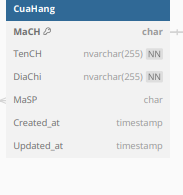 CuaHang
MaCH char
TenCH nvarchar(255) NN
DiaChi nvarchar(255) NN
MaSP char
Created_at timestamp
Updated_at timestamp